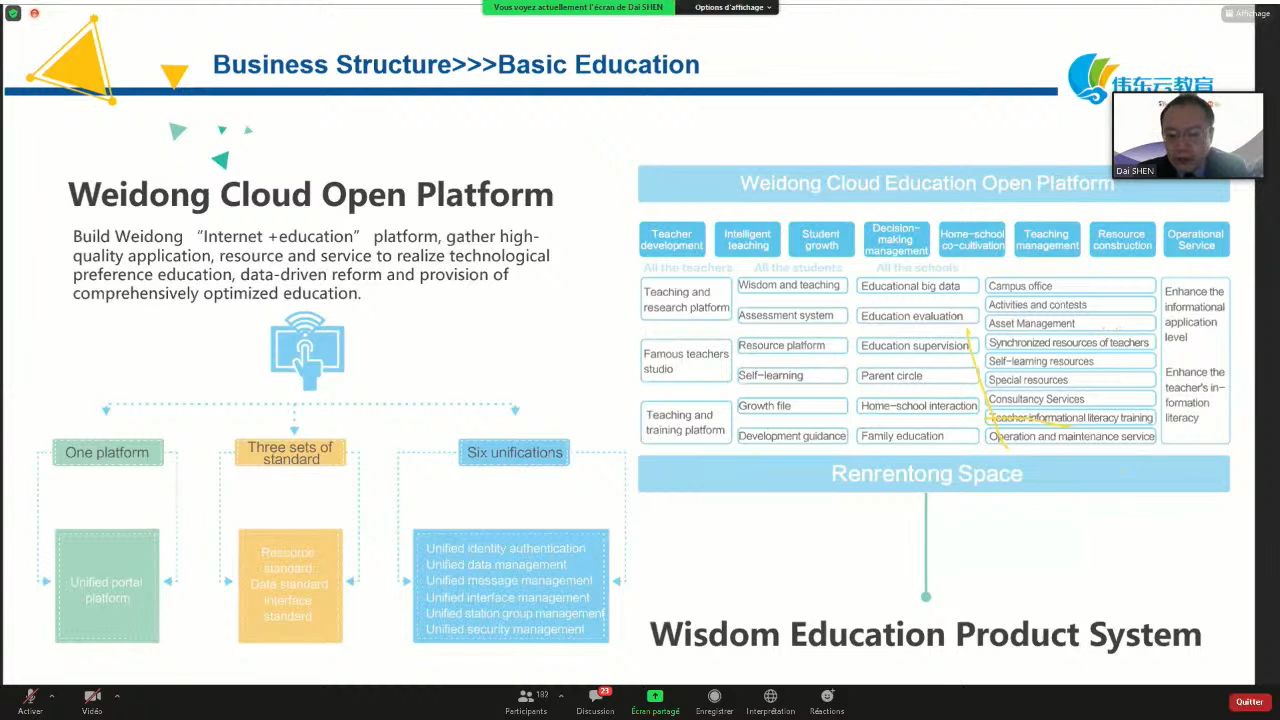 Vous voyez actuellement l'écran de Dai SHEN
Options d'affichage
Affichage
Business Structure>>>Basic Education
伟东云教育
Dai SHEN
Weidong Cloud Open Platform
Build Weidong “Internet +education” platform, gather high-
quality application, resource and service to realize technological
preference education, data-driven reform and provision of
comprehensively optimized education.
One platform
Three sets of
standard
Six unifications
Unified portal
platform
Resource
standard
Data standard
Interface
standard
Unified identity authentication
Unified data management
Unified message management
Unified interface management
Unified station group management
Unified security management
Weidong Cloud Education Open Platform
Teacher
development
Intelligent
teaching
Student
growth
Decision-
making
management
Home-school
co-cultivation
Teaching
management
Resource
construction
Operational
Service
All the teachers
All the students
All the schools
Teaching and
research platform
Famous teachers
studio
Teaching and
training platform
Wisdom and teaching
Assessment system
Resource platform
Self-learning
Growth file
Development guidance
Educational big data
Education evaluation
Education supervision
Parent circle
Home-school interaction
Family education
Campus office
Activities and contests
Asset Management
Synchronized resources of teachers
Self-learning resources
Special resources
Consultancy Services
Teacher informational literacy training
Operation and maintenance service
Enhance the
informational
application
level
Enhance the
teacher's in-
formation
literacy
Renrentong Space
Wisdom Education Product System
Activer
Vidéo
182
Participants
23
Discussion
Écran partagé
Enregistrer
Interprétation
Réactions
Quitter